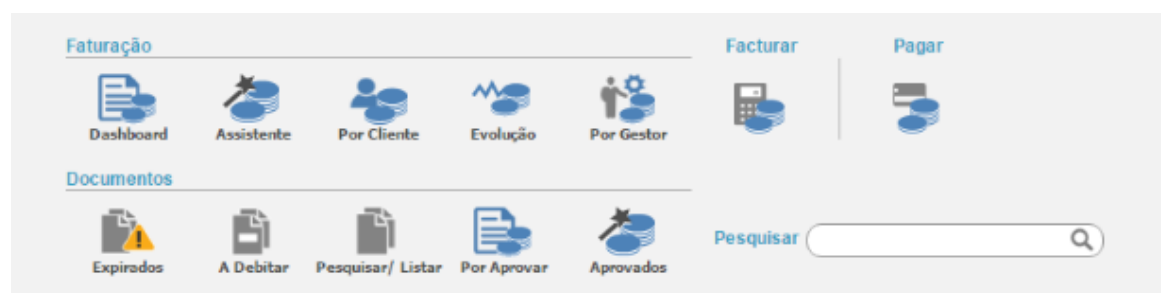 Faturação
Facturar
Pagar
Dashboard
Assistente
Por Cliente
Evolução
Por Gestor
Documentos
Pesquisar
Expirados
A Debitar
Pesquisar/ Listar
Por Aprovar
Aprovados